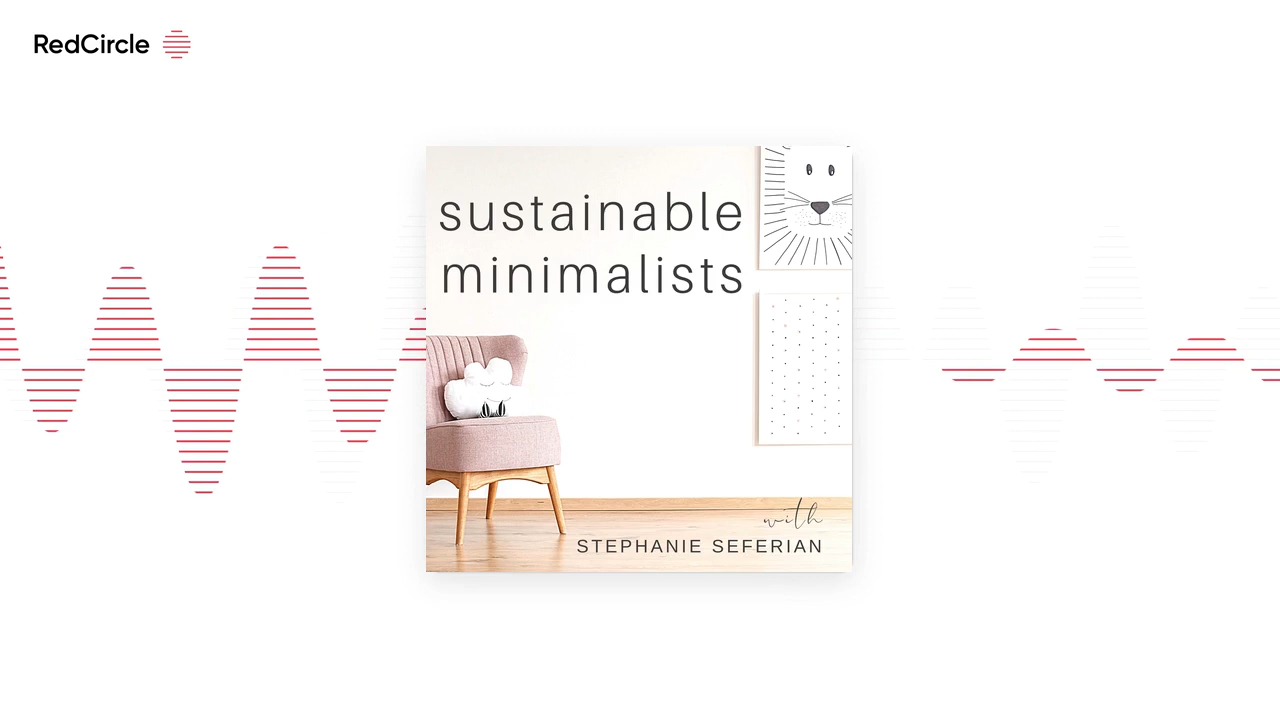 RedCircle
sustainable
minimalists
with
STEPHANIE SEFERIAN